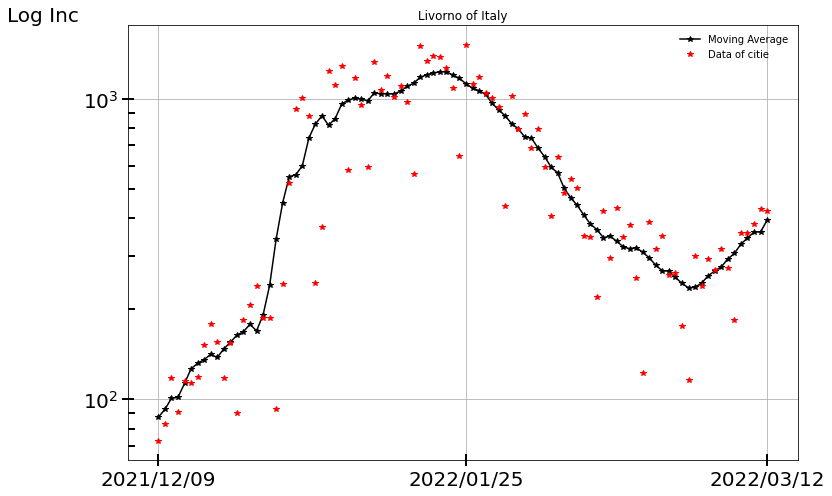 Log Inc
Livorno of Italy
Moving Average
Data of citie
10³
10²
2021/12/09
2022/01/25
2022/03/12